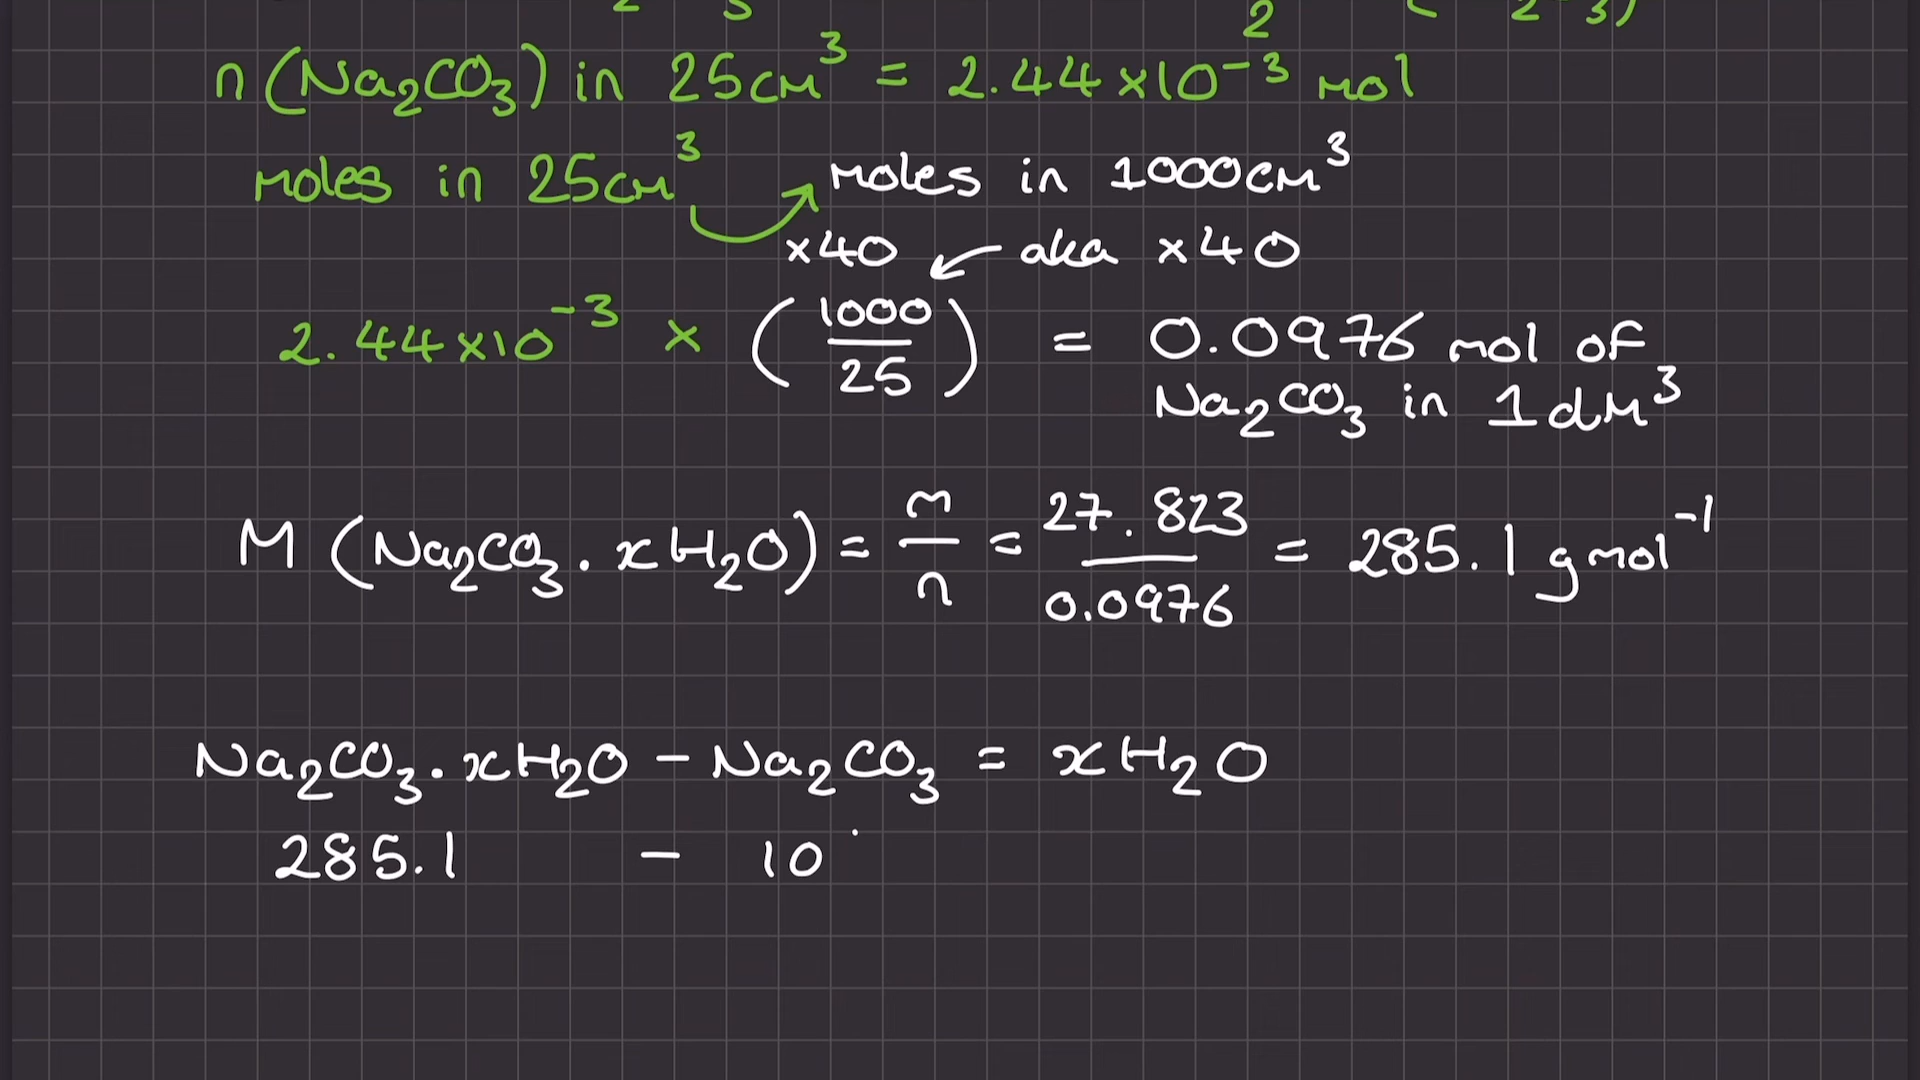 n(Na₂CO₃) in 25cm³ = 2.44×10⁻³ mol
moles in 25cm³ moles in 1000cm³
×40 aka ×40
2.44×10⁻³ × (1000/25) = 0.0976 mol of
Na₂CO₃ in 1dm³
M(Na₂CO₃.xH₂O) = m/n = 27.823/0.0976 = 285.1 gmol⁻¹
Na₂CO₃.xH₂O - Na₂CO₃ = xH₂O
285.1 - 10